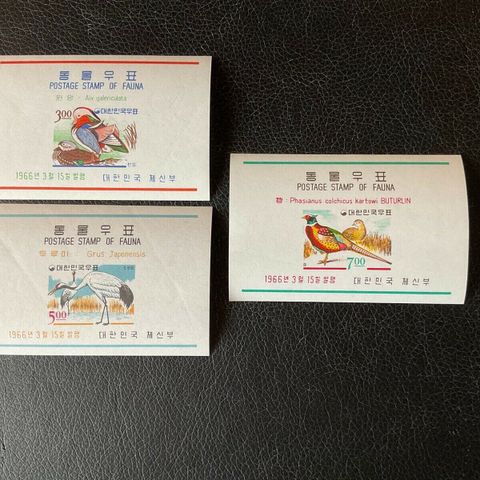 동물우표
POSTAGE STAMP OF FAUNA
원앙 · Aix galericulata
3.00
대한민국우표
원앙
1966년 3월 15일 발행
대한민국 체신부
동물우표
POSTAGE STAMP OF FAUNA
두루미 · Grus Japonensis
대한민국우표
두루미
5.00
1966년 3월 15일 발행
대한민국 체신부
동물우표
POSTAGE STAMP OF FAUNA
꿩 · Phasianus colchicus kartowi BUTURLIN
대한민국우표
7.00
1966년 3월 15일 발행
대한민국 체신부